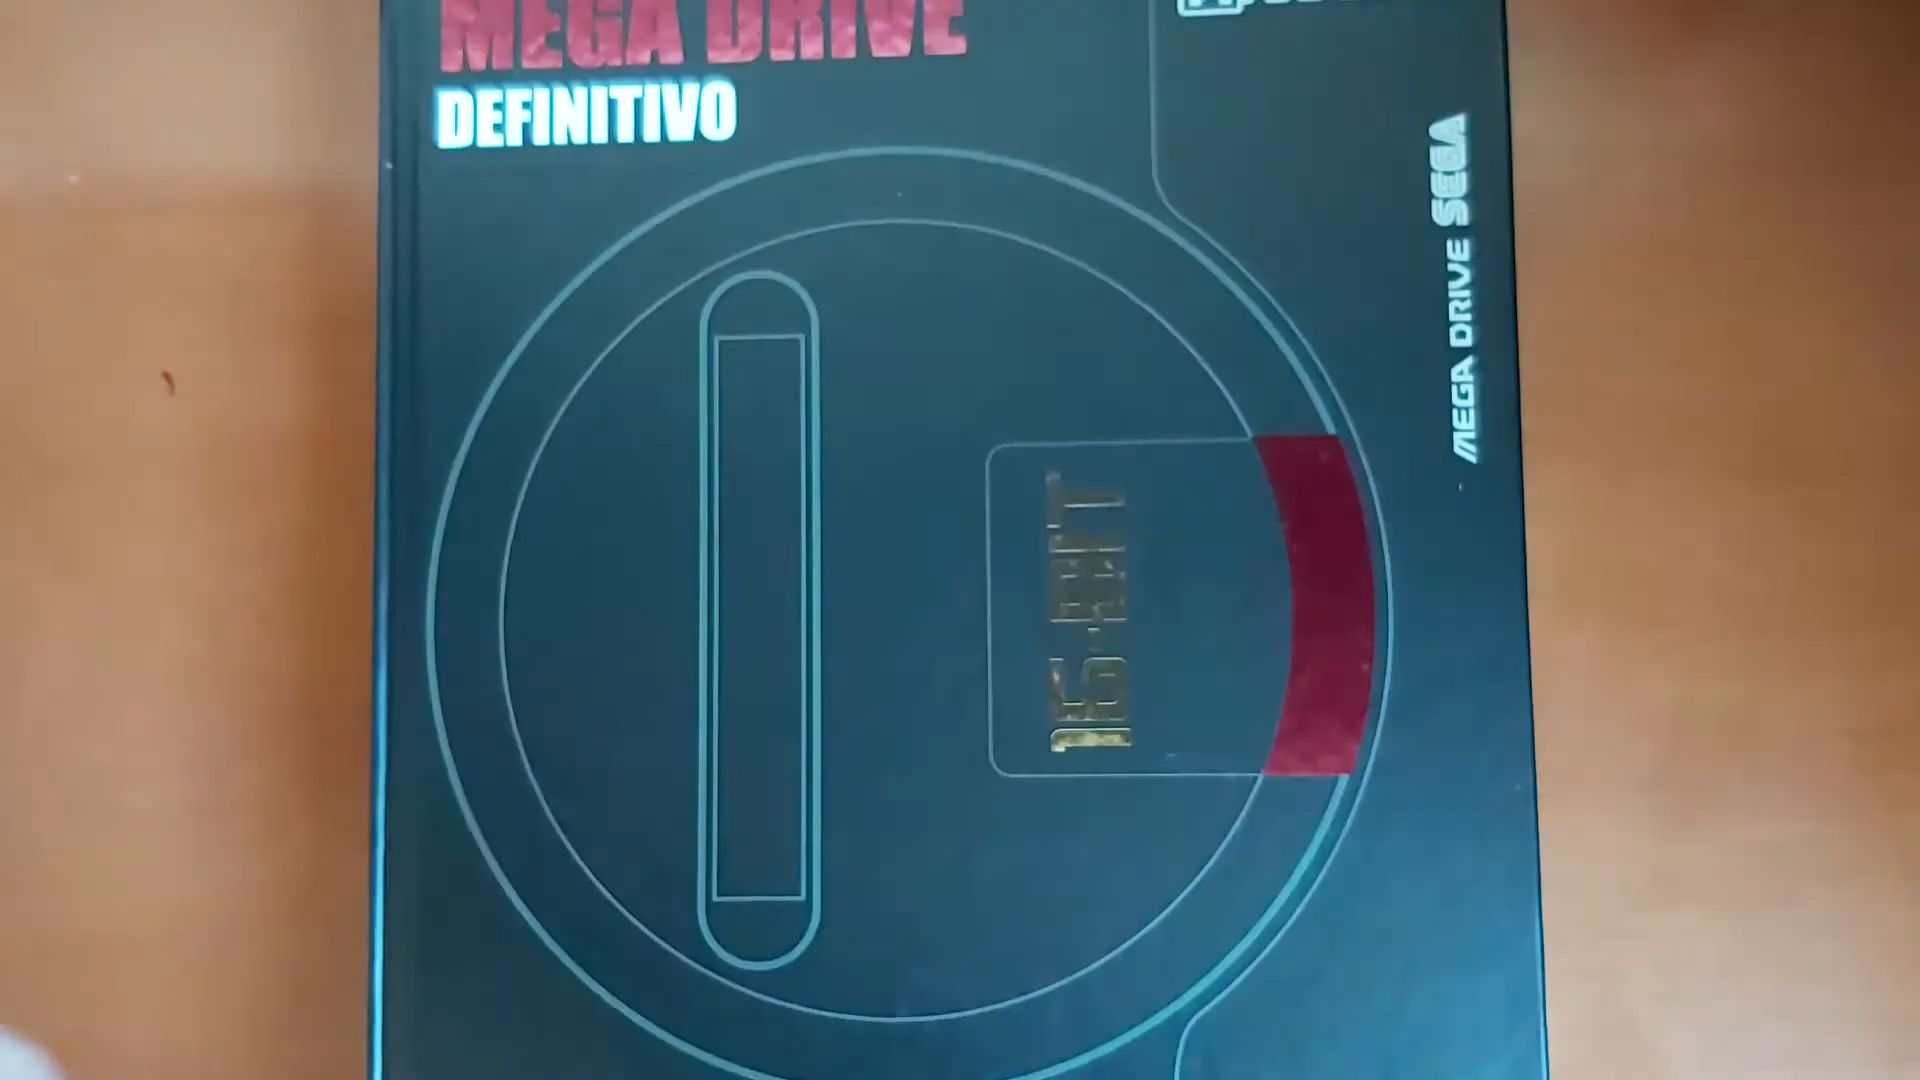 MEGA DRIVE
DEFINITIVO
MEGA DRIVE SEGA
16-BIT